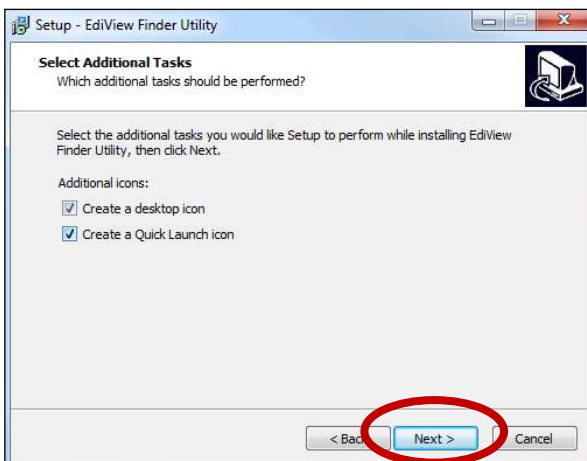 Setup - EdiView Finder Utility
Select Additional Tasks
Which additional tasks should be performed?
Select the additional tasks you would like Setup to perform while installing EdiView
Finder Utility, then click Next.
Additional icons:
Create a desktop icon
Create a Quick Launch icon
< Back Next > Cancel